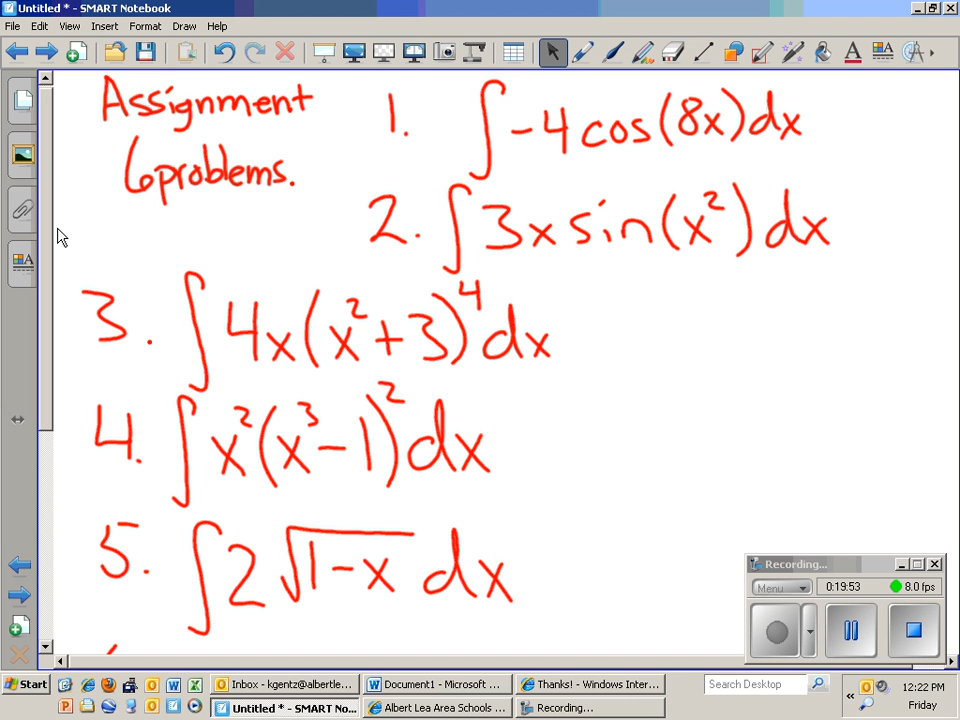 Untitled * - SMART Notebook
File Edit View Insert Format Draw Help
Assignment
6 problems.
1. ∫-4cos(8x)dx
2. ∫3x sin(x²)dx
3. ∫4x(x²+3)⁴dx
4. ∫x²(x³-1)²dx
5. ∫2√(1-x) dx
Recording...
Menu 0:19:53 8.0 fps
Start Inbox - kgentz@albertle... Document1 - Microsoft ... Thanks! - Windows Inter... Search Desktop 12:22 PM
Untitled * - SMART No... Albert Lea Area Schools ... Recording... Friday